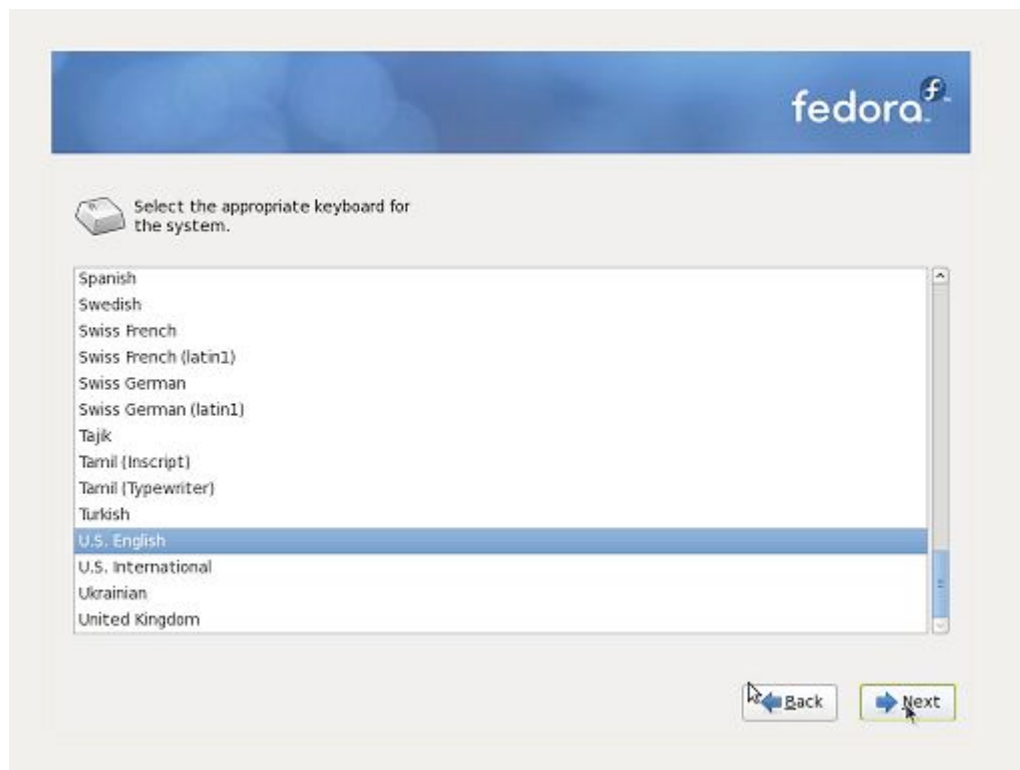 fedora
Select the appropriate keyboard for
the system.
Spanish
Swedish
Swiss French
Swiss French (latin1)
Swiss German
Swiss German (latin1)
Tajik
Tamil (Inscript)
Tamil (Typewriter)
Turkish
U.S. English
U.S. International
Ukrainian
United Kingdom
Back
Next